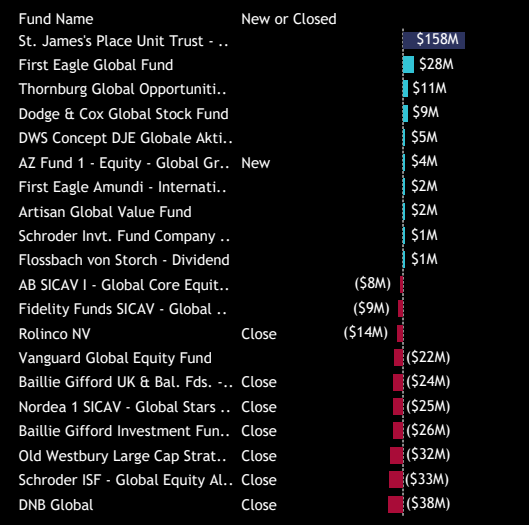 Fund Name New or Closed
St. James's Place Unit Trust - .. $158M
First Eagle Global Fund $28M
Thornburg Global Opportuniti.. $11M
Dodge & Cox Global Stock Fund $9M
DWS Concept DJE Globale Akti.. $5M
AZ Fund 1 - Equity - Global Gr.. New $4M
First Eagle Amundi - Internati.. $2M
Artisan Global Value Fund $2M
Schroder Invt. Fund Company .. $1M
Flossbach von Storch - Dividend $1M
AB SICAV I - Global Core Equit.. ($8M)
Fidelity Funds SICAV - Global .. ($9M)
Rolinco NV Close ($14M)
Vanguard Global Equity Fund ($22M)
Baillie Gifford UK & Bal. Fds. -.. Close ($24M)
Nordea 1 SICAV - Global Stars .. Close ($25M)
Baillie Gifford Investment Fun.. Close ($26M)
Old Westbury Large Cap Strat.. Close ($32M)
Schroder ISF - Global Equity Al.. Close ($33M)
DNB Global Close ($38M)